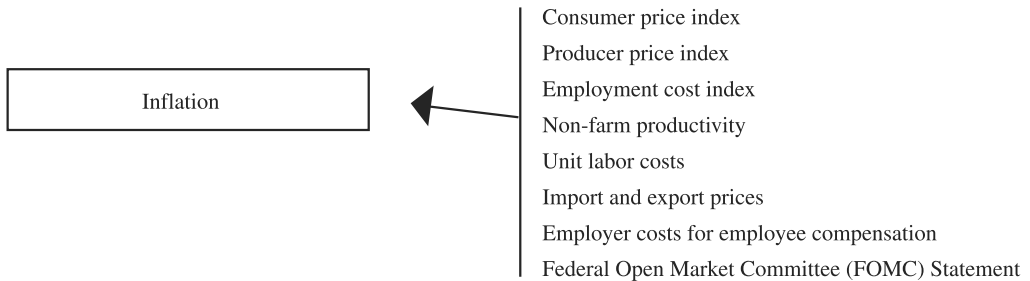 Inflation
Consumer price index
Producer price index
Employment cost index
Non-farm productivity
Unit labor costs
Import and export prices
Employer costs for employee compensation
Federal Open Market Committee (FOMC) Statement